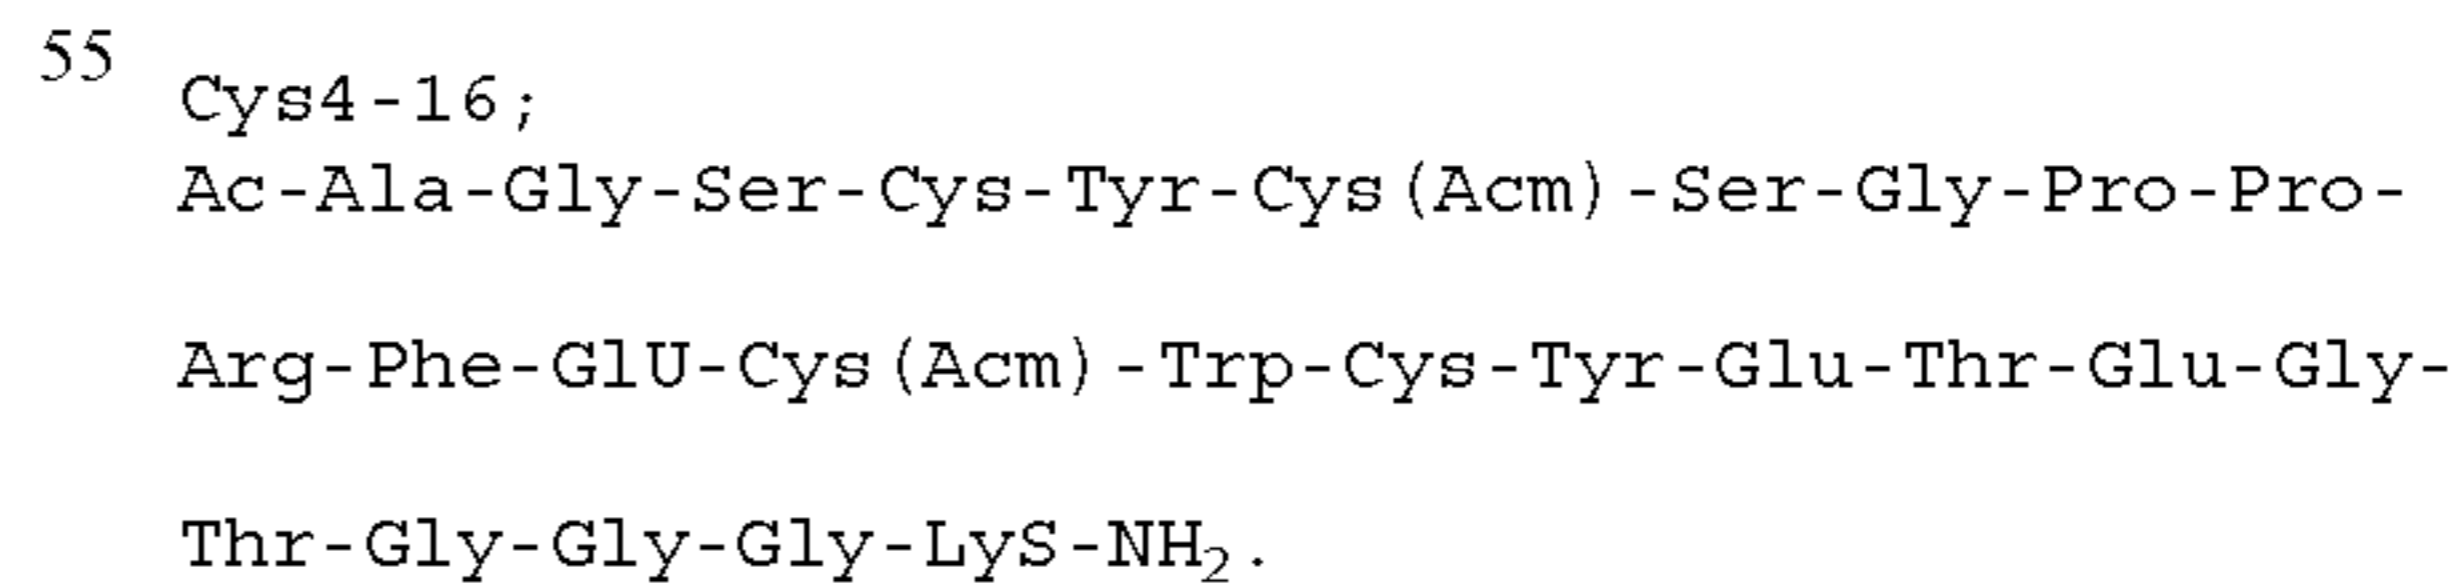 55
Cys4-16;
Ac-Ala-Gly-Ser-Cys-Tyr-Cys(Acm)-Ser-Gly-Pro-Pro-
Arg-Phe-GlU-Cys(Acm)-Trp-Cys-Tyr-Glu-Thr-Glu-Gly-
Thr-Gly-Gly-Gly-LyS-NH₂.